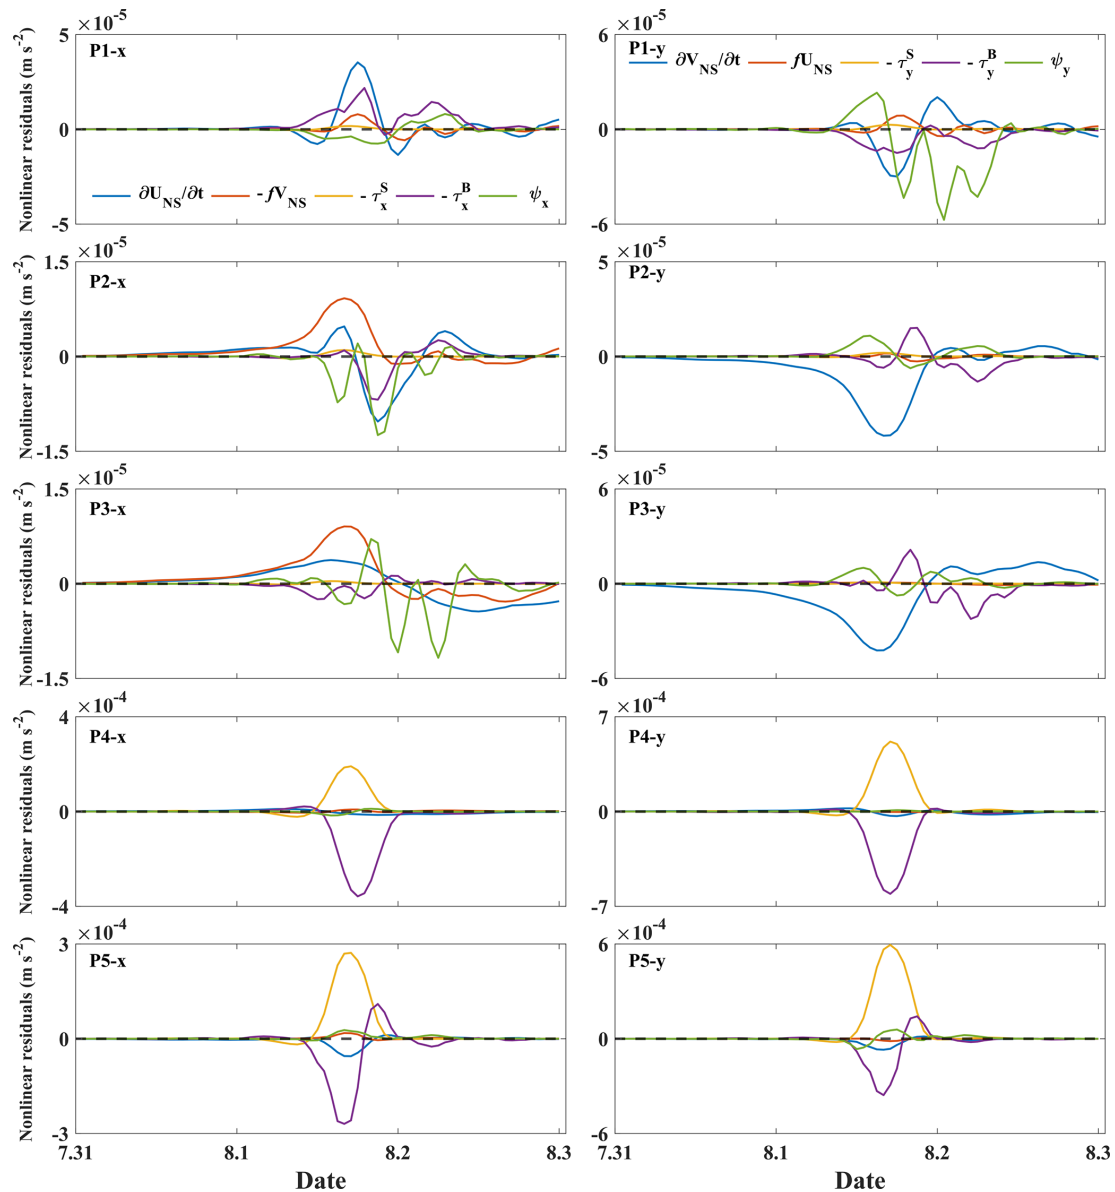 ×10⁻⁵
5
0
-5
P1-x
∂U_NS/∂t  -fV_NS  -τ_x^S  -τ_x^B  ψ_x
Nonlinear residuals (m s⁻²)
×10⁻⁵
6
0
-6
P1-y
∂V_NS/∂t  fU_NS  -τ_y^S  -τ_y^B  ψ_y
×10⁻⁵
1.5
0
-1.5
P2-x
Nonlinear residuals (m s⁻²)
×10⁻⁵
5
0
-5
P2-y
×10⁻⁵
1.5
0
-1.5
P3-x
Nonlinear residuals (m s⁻²)
×10⁻⁵
6
0
-6
P3-y
×10⁻⁴
4
0
-4
P4-x
Nonlinear residuals (m s⁻²)
×10⁻⁴
7
0
-7
P4-y
×10⁻⁴
3
0
-3
P5-x
Nonlinear residuals (m s⁻²)
7.31 8.1 8.2 8.3
Date
×10⁻⁴
6
0
-6
P5-y
7.31 8.1 8.2 8.3
Date